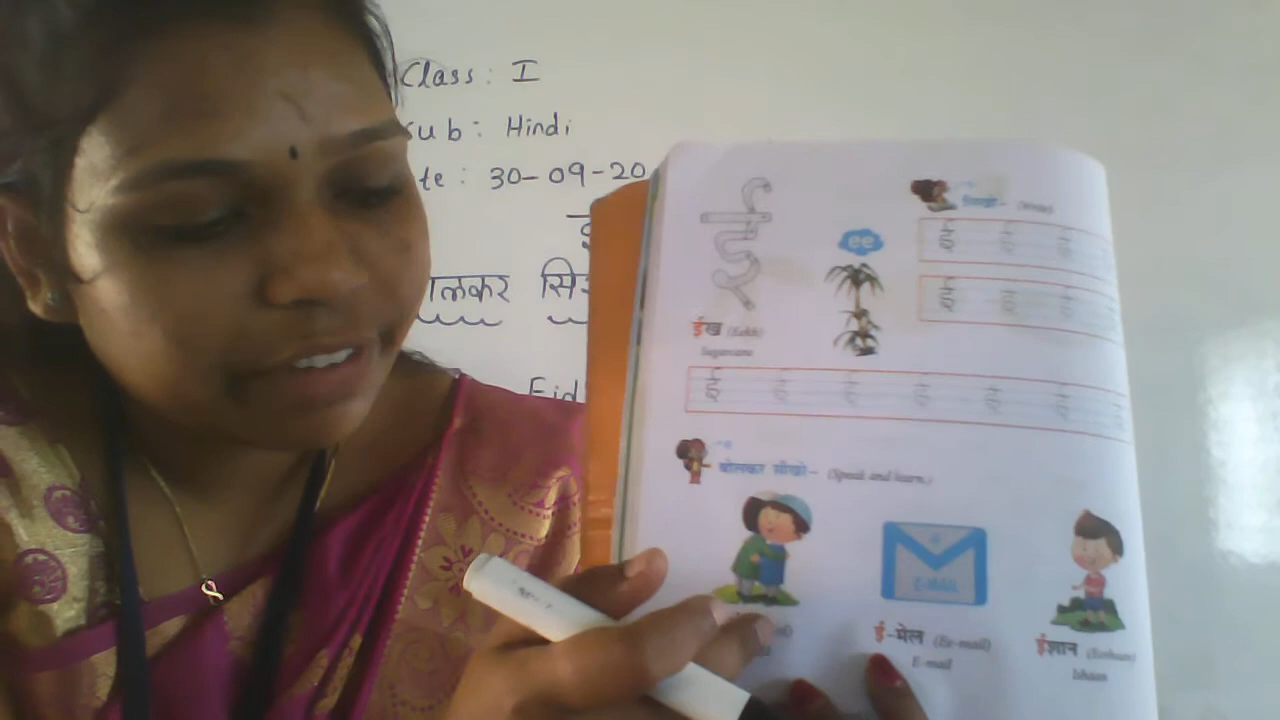 Class : I
Sub : Hindi
te : 30-09-20
ई
ालकर सि
Eid
ई
ee
(Write)
ई ई ई
ई ई ई
ईख (Eekh)
Sugarcane
ई ई ई ई ई ई
बोलकर सीखो- (Speak and learn.)
E-MAIL
ई-मेल (Ee-mail)
E-mail
ईशान (Eeshaan)
Ishaan